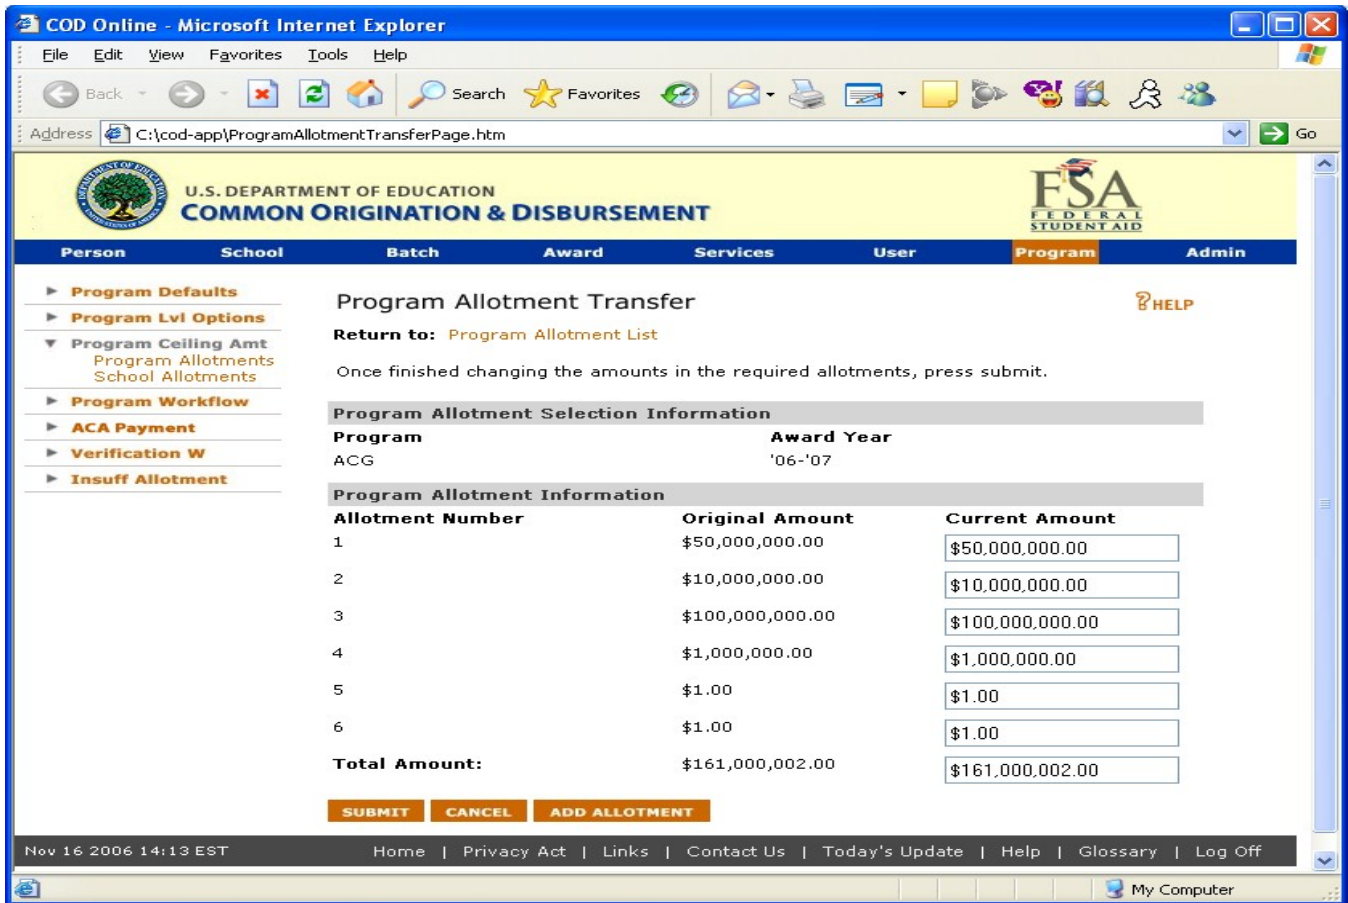 COD Online - Microsoft Internet Explorer
File Edit View Favorites Tools Help
Back Search Favorites
Address C:\cod-app\ProgramAllotmentTransferPage.htm Go
U.S. DEPARTMENT OF EDUCATION
COMMON ORIGINATION & DISBURSEMENT
FSA
FEDERAL
STUDENT AID
Person School Batch Award Services User Program Admin
Program Defaults
Program Lvl Options
Program Ceiling Amt
Program Allotments
School Allotments
Program Workflow
ACA Payment
Verification W
Insuff Allotment
Program Allotment Transfer
HELP
Return to: Program Allotment List
Once finished changing the amounts in the required allotments, press submit.
Program Allotment Selection Information
Program Award Year
ACG '06-'07
Program Allotment Information
Allotment Number Original Amount Current Amount
1 $50,000,000.00 $50,000,000.00
2 $10,000,000.00 $10,000,000.00
3 $100,000,000.00 $100,000,000.00
4 $1,000,000.00 $1,000,000.00
5 $1.00 $1.00
6 $1.00 $1.00
Total Amount: $161,000,002.00 $161,000,002.00
SUBMIT CANCEL ADD ALLOTMENT
Nov 16 2006 14:13 EST Home | Privacy Act | Links | Contact Us | Today's Update | Help | Glossary | Log Off
My Computer